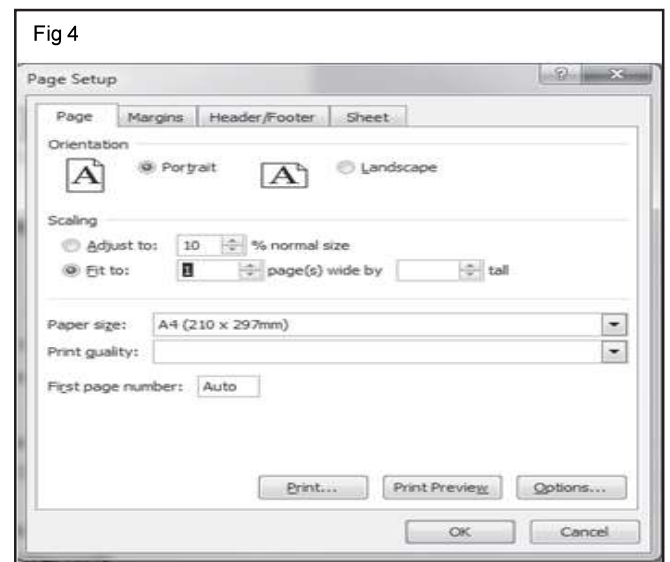 Fig 4
Page Setup
Page Margins Header/Footer Sheet
Orientation
A Portrait A Landscape
Scaling
Adjust to: 10 % normal size
Fit to: 1 page(s) wide by tall
Paper size: A4 (210 x 297mm)
Print quality:
First page number: Auto
Print... Print Preview Options...
OK Cancel